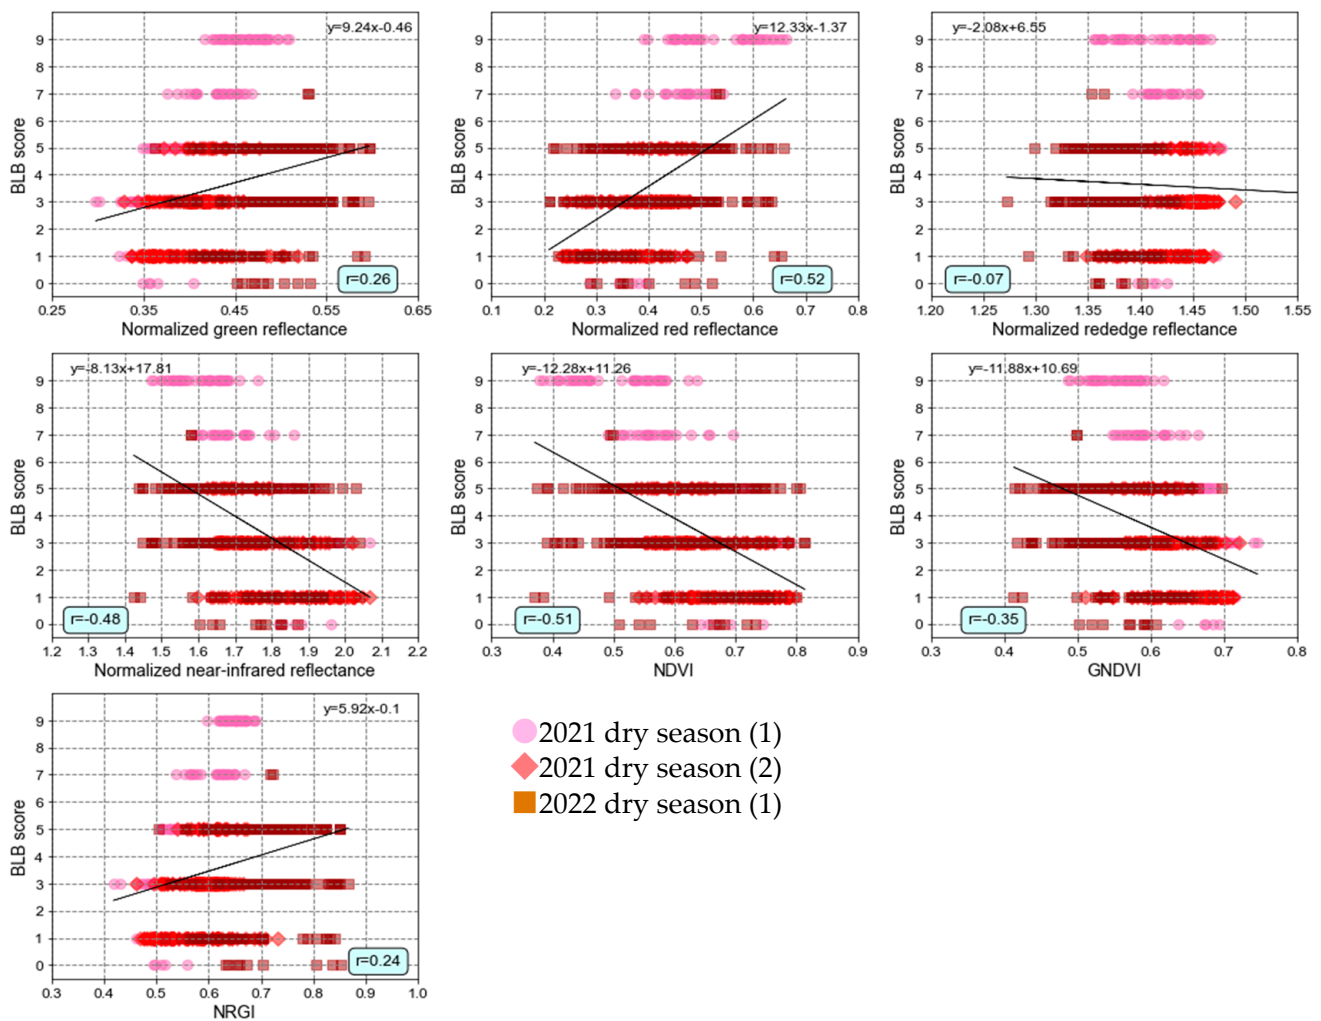 y=9.24x-0.46
9
8
7
6
5
4
3
2
1
0
BLB score
r=0.26
0.25 0.35 0.45 0.55 0.65
Normalized green reflectance
y=12.33x-1.37
9
8
7
6
5
4
3
2
1
0
BLB score
r=0.52
0.1 0.2 0.3 0.4 0.5 0.6 0.7 0.8
Normalized red reflectance
y=-2.08x+6.55
9
8
7
6
5
4
3
2
1
0
BLB score
r=-0.07
1.20 1.25 1.30 1.35 1.40 1.45 1.50 1.55
Normalized rededge reflectance
y=-8.13x+17.81
9
8
7
6
5
4
3
2
1
0
BLB score
r=-0.48
1.2 1.3 1.4 1.5 1.6 1.7 1.8 1.9 2.0 2.1 2.2
Normalized near-infrared reflectance
y=-12.28x+11.26
9
8
7
6
5
4
3
2
1
0
BLB score
r=-0.51
0.3 0.4 0.5 0.6 0.7 0.8 0.9
NDVI
y=-11.88x+10.69
9
8
7
6
5
4
3
2
1
0
BLB score
r=-0.35
0.3 0.4 0.5 0.6 0.7 0.8
GNDVI
y=5.92x-0.1
9
8
7
6
5
4
3
2
1
0
BLB score
r=0.24
0.3 0.4 0.5 0.6 0.7 0.8 0.9 1.0
NRGI
2021 dry season (1)
2021 dry season (2)
2022 dry season (1)